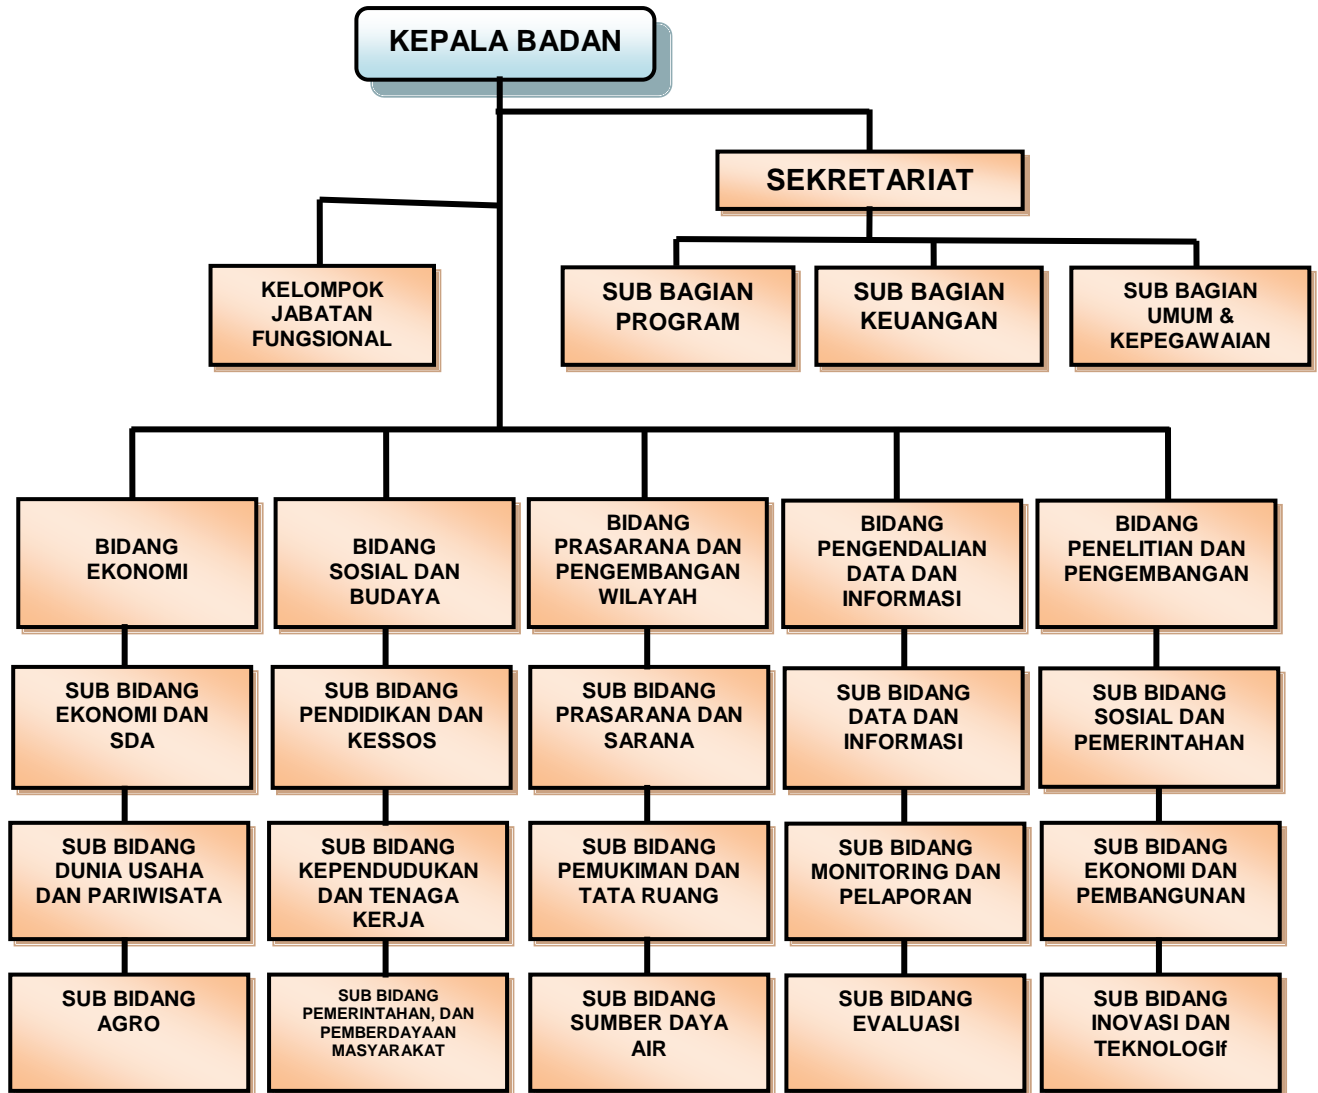 KEPALA BADAN
SEKRETARIAT
KELOMPOK
JABATAN
FUNGSIONAL
SUB BAGIAN
PROGRAM
SUB BAGIAN
KEUANGAN
SUB BAGIAN
UMUM &
KEPEGAWAIAN
BIDANG
EKONOMI
BIDANG
SOSIAL DAN
BUDAYA
BIDANG
PRASARANA DAN
PENGEMBANGAN
WILAYAH
BIDANG
PENGENDALIAN
DATA DAN
INFORMASI
BIDANG
PENELITIAN DAN
PENGEMBANGAN
SUB BIDANG
EKONOMI DAN
SDA
SUB BIDANG
PENDIDIKAN DAN
KESSOS
SUB BIDANG
PRASARANA DAN
SARANA
SUB BIDANG
DATA DAN
INFORMASI
SUB BIDANG
SOSIAL DAN
PEMERINTAHAN
SUB BIDANG
DUNIA USAHA
DAN PARIWISATA
SUB BIDANG
KEPENDUDUKAN
DAN TENAGA
KERJA
SUB BIDANG
PEMUKIMAN DAN
TATA RUANG
SUB BIDANG
MONITORING DAN
PELAPORAN
SUB BIDANG
EKONOMI DAN
PEMBANGUNAN
SUB BIDANG
AGRO
SUB BIDANG
PEMERINTAHAN, DAN
PEMBERDAYAAN
MASYARAKAT
SUB BIDANG
SUMBER DAYA
AIR
SUB BIDANG
EVALUASI
SUB BIDANG
INOVASI DAN
TEKNOLOGIf